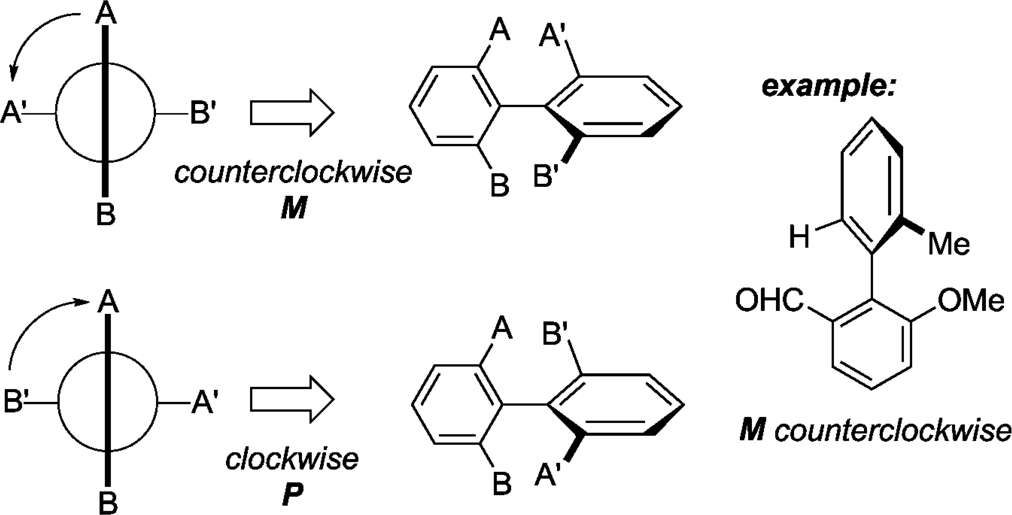 A
A'
B'
B
counterclockwise
M
A
A'
B
B'
A
B'
A'
B
clockwise
P
A
B'
B
A'
example:
H
Me
OHC
OMe
M counterclockwise